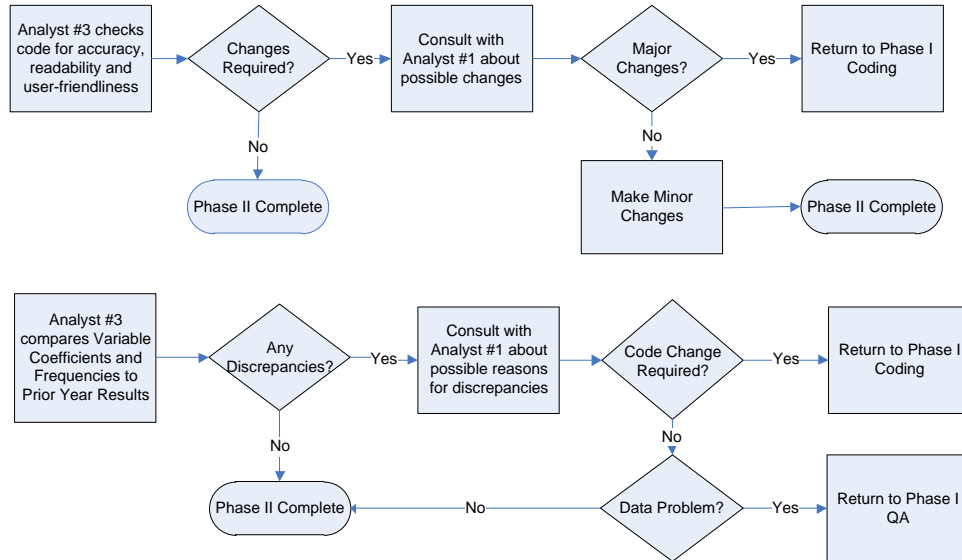 Analyst #3 checks
code for accuracy,
readability and
user-friendliness
Changes
Required?
Yes
Consult with
Analyst #1 about
possible changes
Major
Changes?
Yes
Return to Phase I
Coding
No
Phase II Complete
No
Make Minor
Changes
Phase II Complete
Analyst #3
compares Variable
Coefficients and
Frequencies to
Prior Year Results
Any
Discrepancies?
Yes
Consult with
Analyst #1 about
possible reasons
for discrepancies
Code Change
Required?
Yes
Return to Phase I
Coding
No
Phase II Complete
No
No
Data Problem?
Yes
Return to Phase I
QA